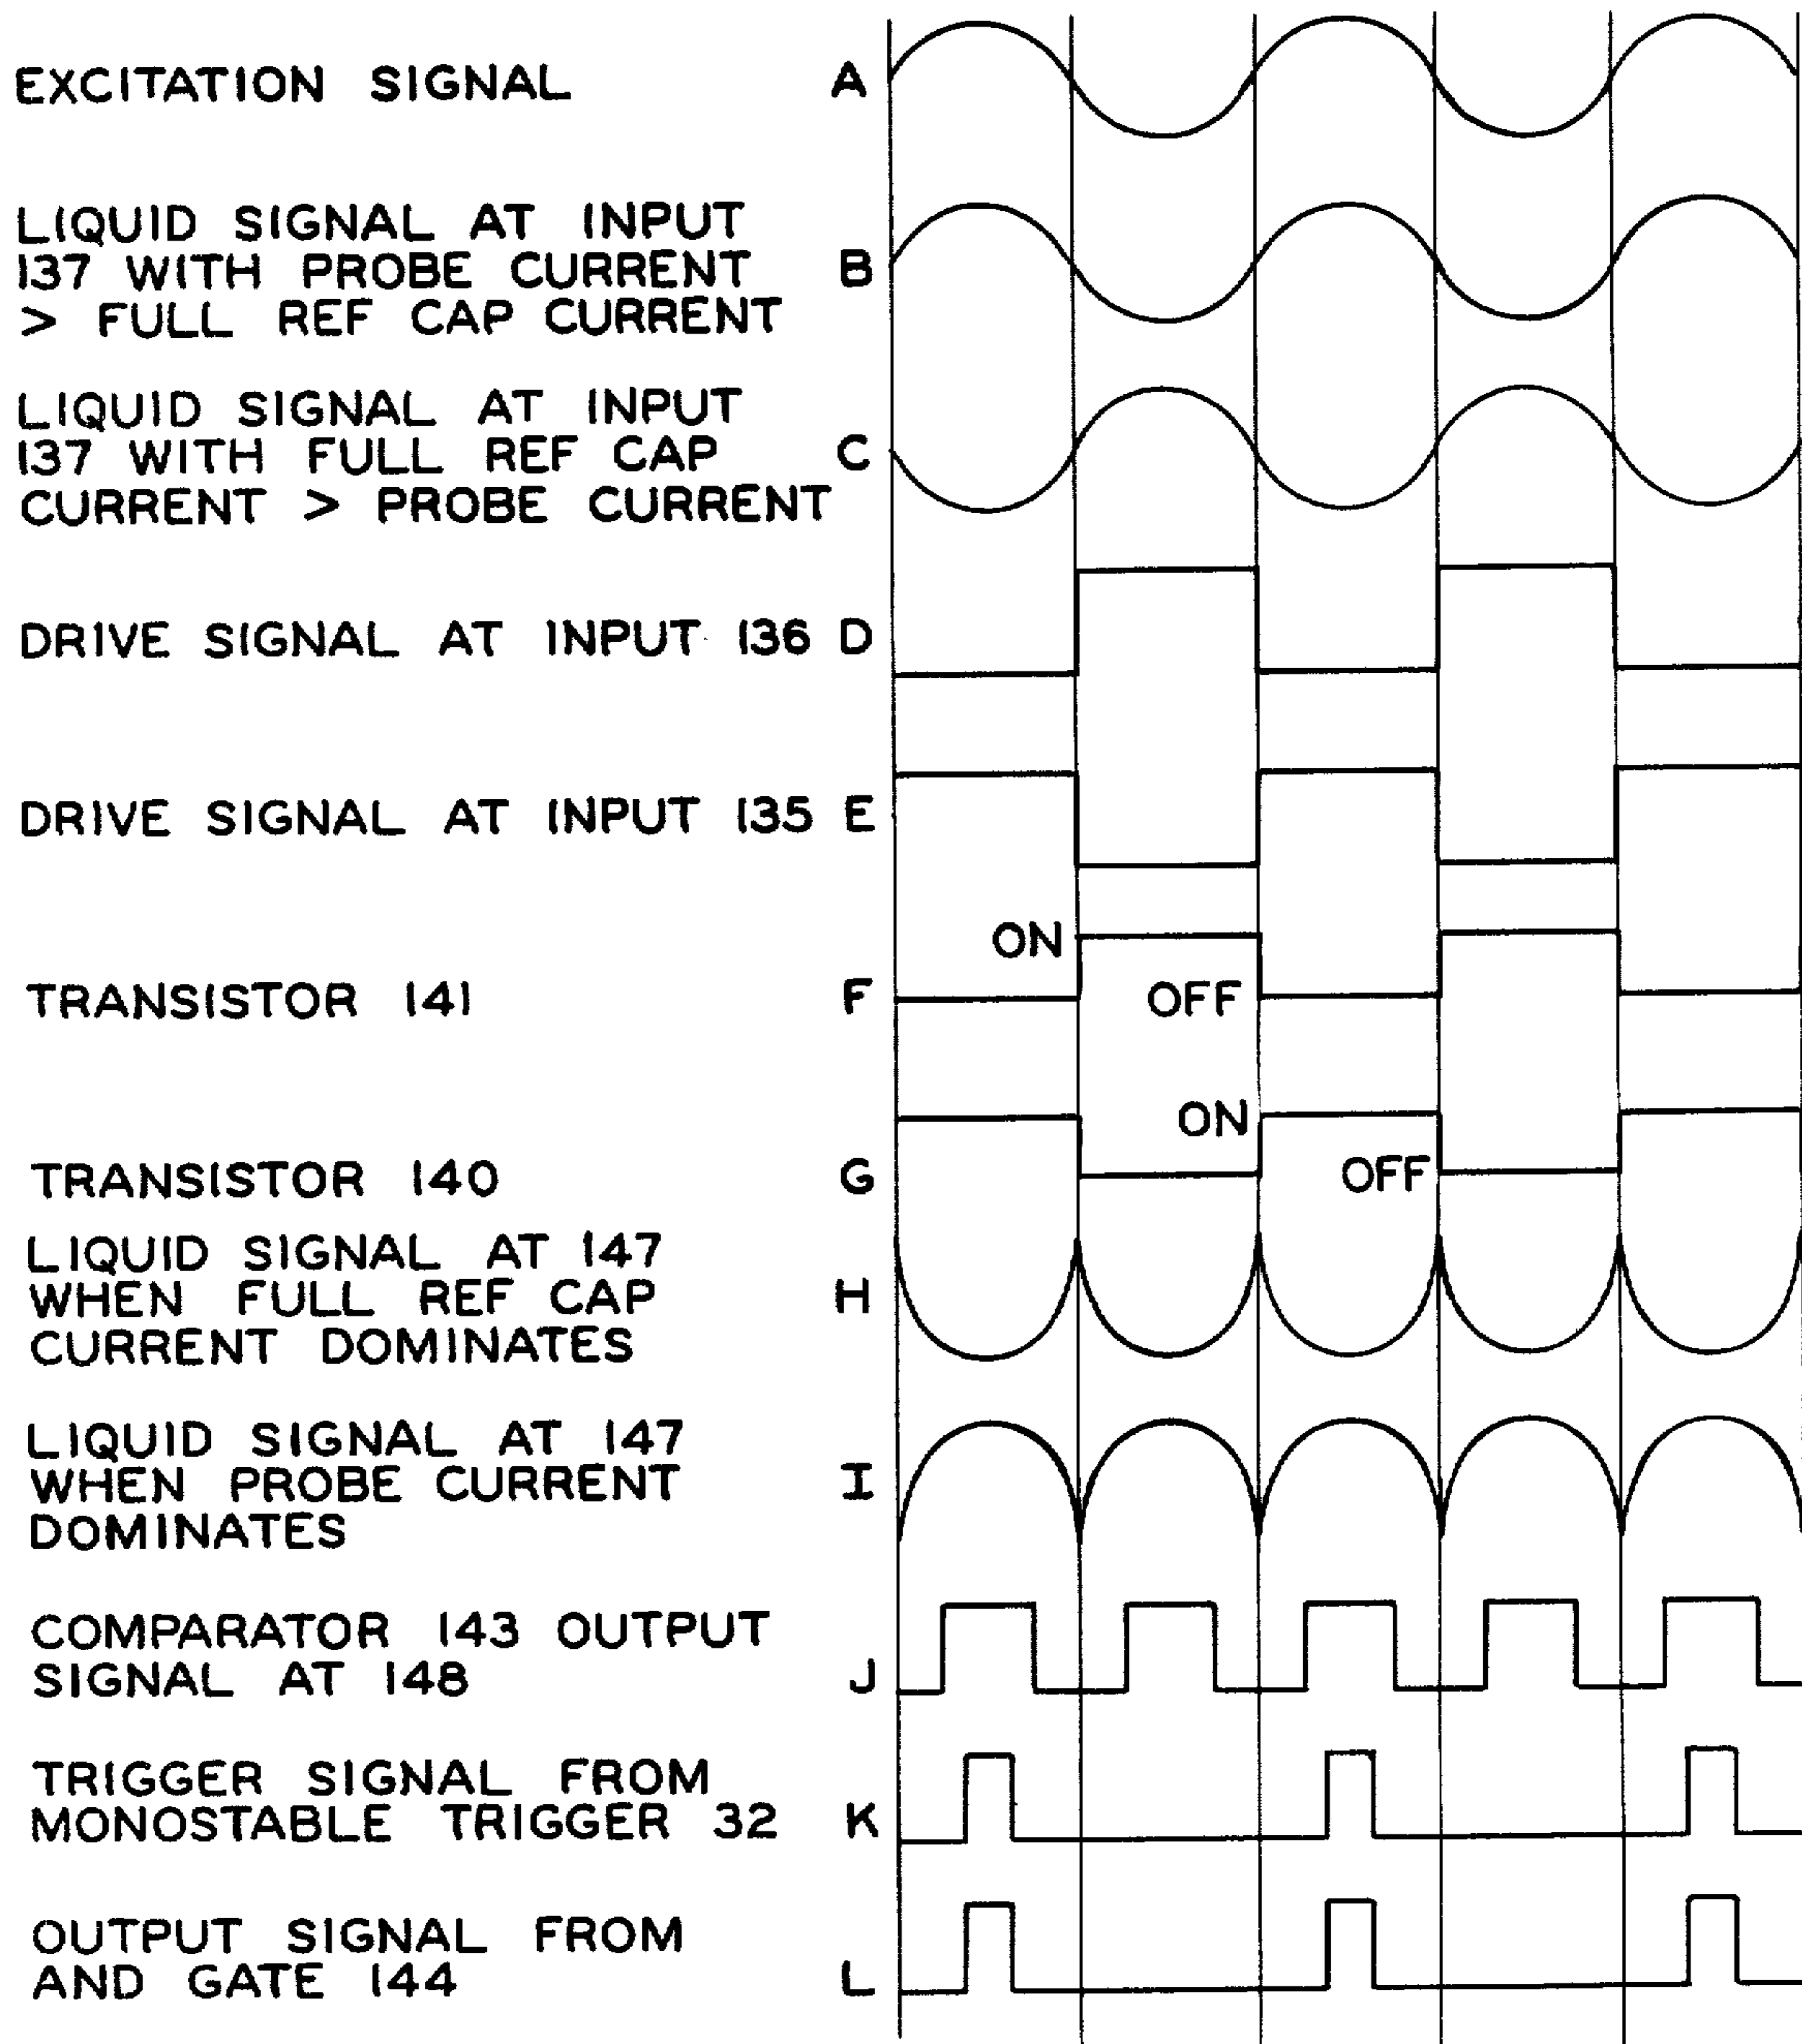 EXCITATION SIGNAL A
LIQUID SIGNAL AT INPUT
137 WITH PROBE CURRENT B
> FULL REF CAP CURRENT
LIQUID SIGNAL AT INPUT
137 WITH FULL REF CAP C
CURRENT > PROBE CURRENT
DRIVE SIGNAL AT INPUT 136 D
DRIVE SIGNAL AT INPUT 135 E
ON
TRANSISTOR 141 F OFF
ON
TRANSISTOR 140 G OFF
LIQUID SIGNAL AT 147
WHEN FULL REF CAP H
CURRENT DOMINATES
LIQUID SIGNAL AT 147
WHEN PROBE CURRENT I
DOMINATES
COMPARATOR 143 OUTPUT
SIGNAL AT 148 J
TRIGGER SIGNAL FROM
MONOSTABLE TRIGGER 32 K
OUTPUT SIGNAL FROM
AND GATE 144 L